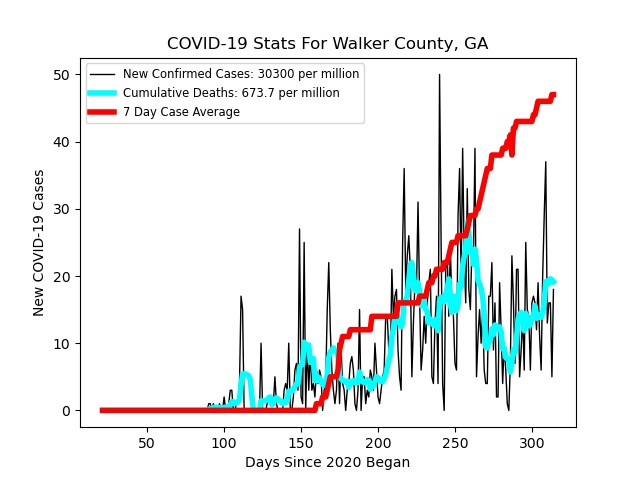 COVID-19 Stats For Walker County, GA
New Confirmed Cases: 30300 per million
Cumulative Deaths: 673.7 per million
7 Day Case Average
New COVID-19 Cases
50
40
30
20
10
0
50 100 150 200 250 300
Days Since 2020 Began